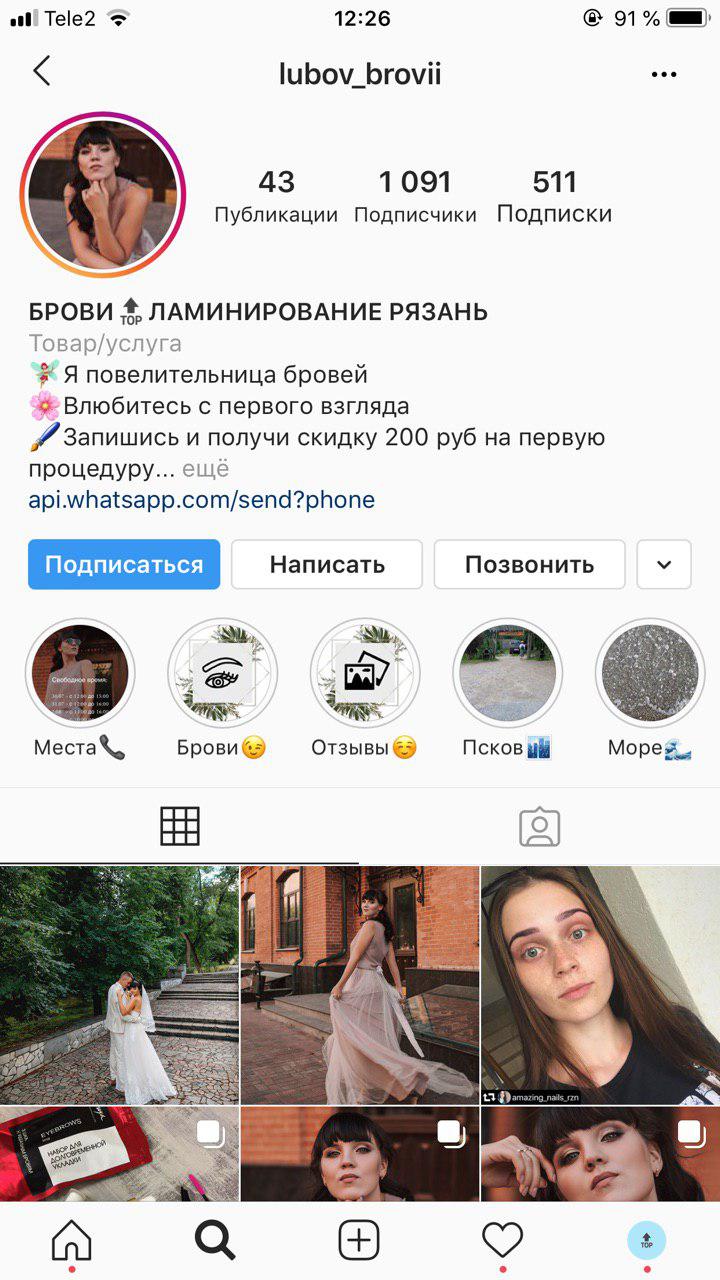 Tele2 12:26 91 %
lubov_brovii
43 1 091 511
Публикации Подписчики Подписки
БРОВИ🔝ЛАМИНИРОВАНИЕ РЯЗАНЬ
Товар/услуга
🧚Я повелительница бровей
🌸Влюбитесь с первого взгляда
🖌Запишись и получи скидку 200 руб на первую
процедуру... ещё
api.whatsapp.com/send?phone
Подписаться Написать Позвонить
Свободное время:
Места📞 Брови😉 Отзывы☺️ Псков🏙 Море🌊
amazing_nails_rzn
EYEBROWS
НАБОР ДЛЯ
ДОЛГОВРЕМЕННОЙ
УКЛАДКИ
TOP